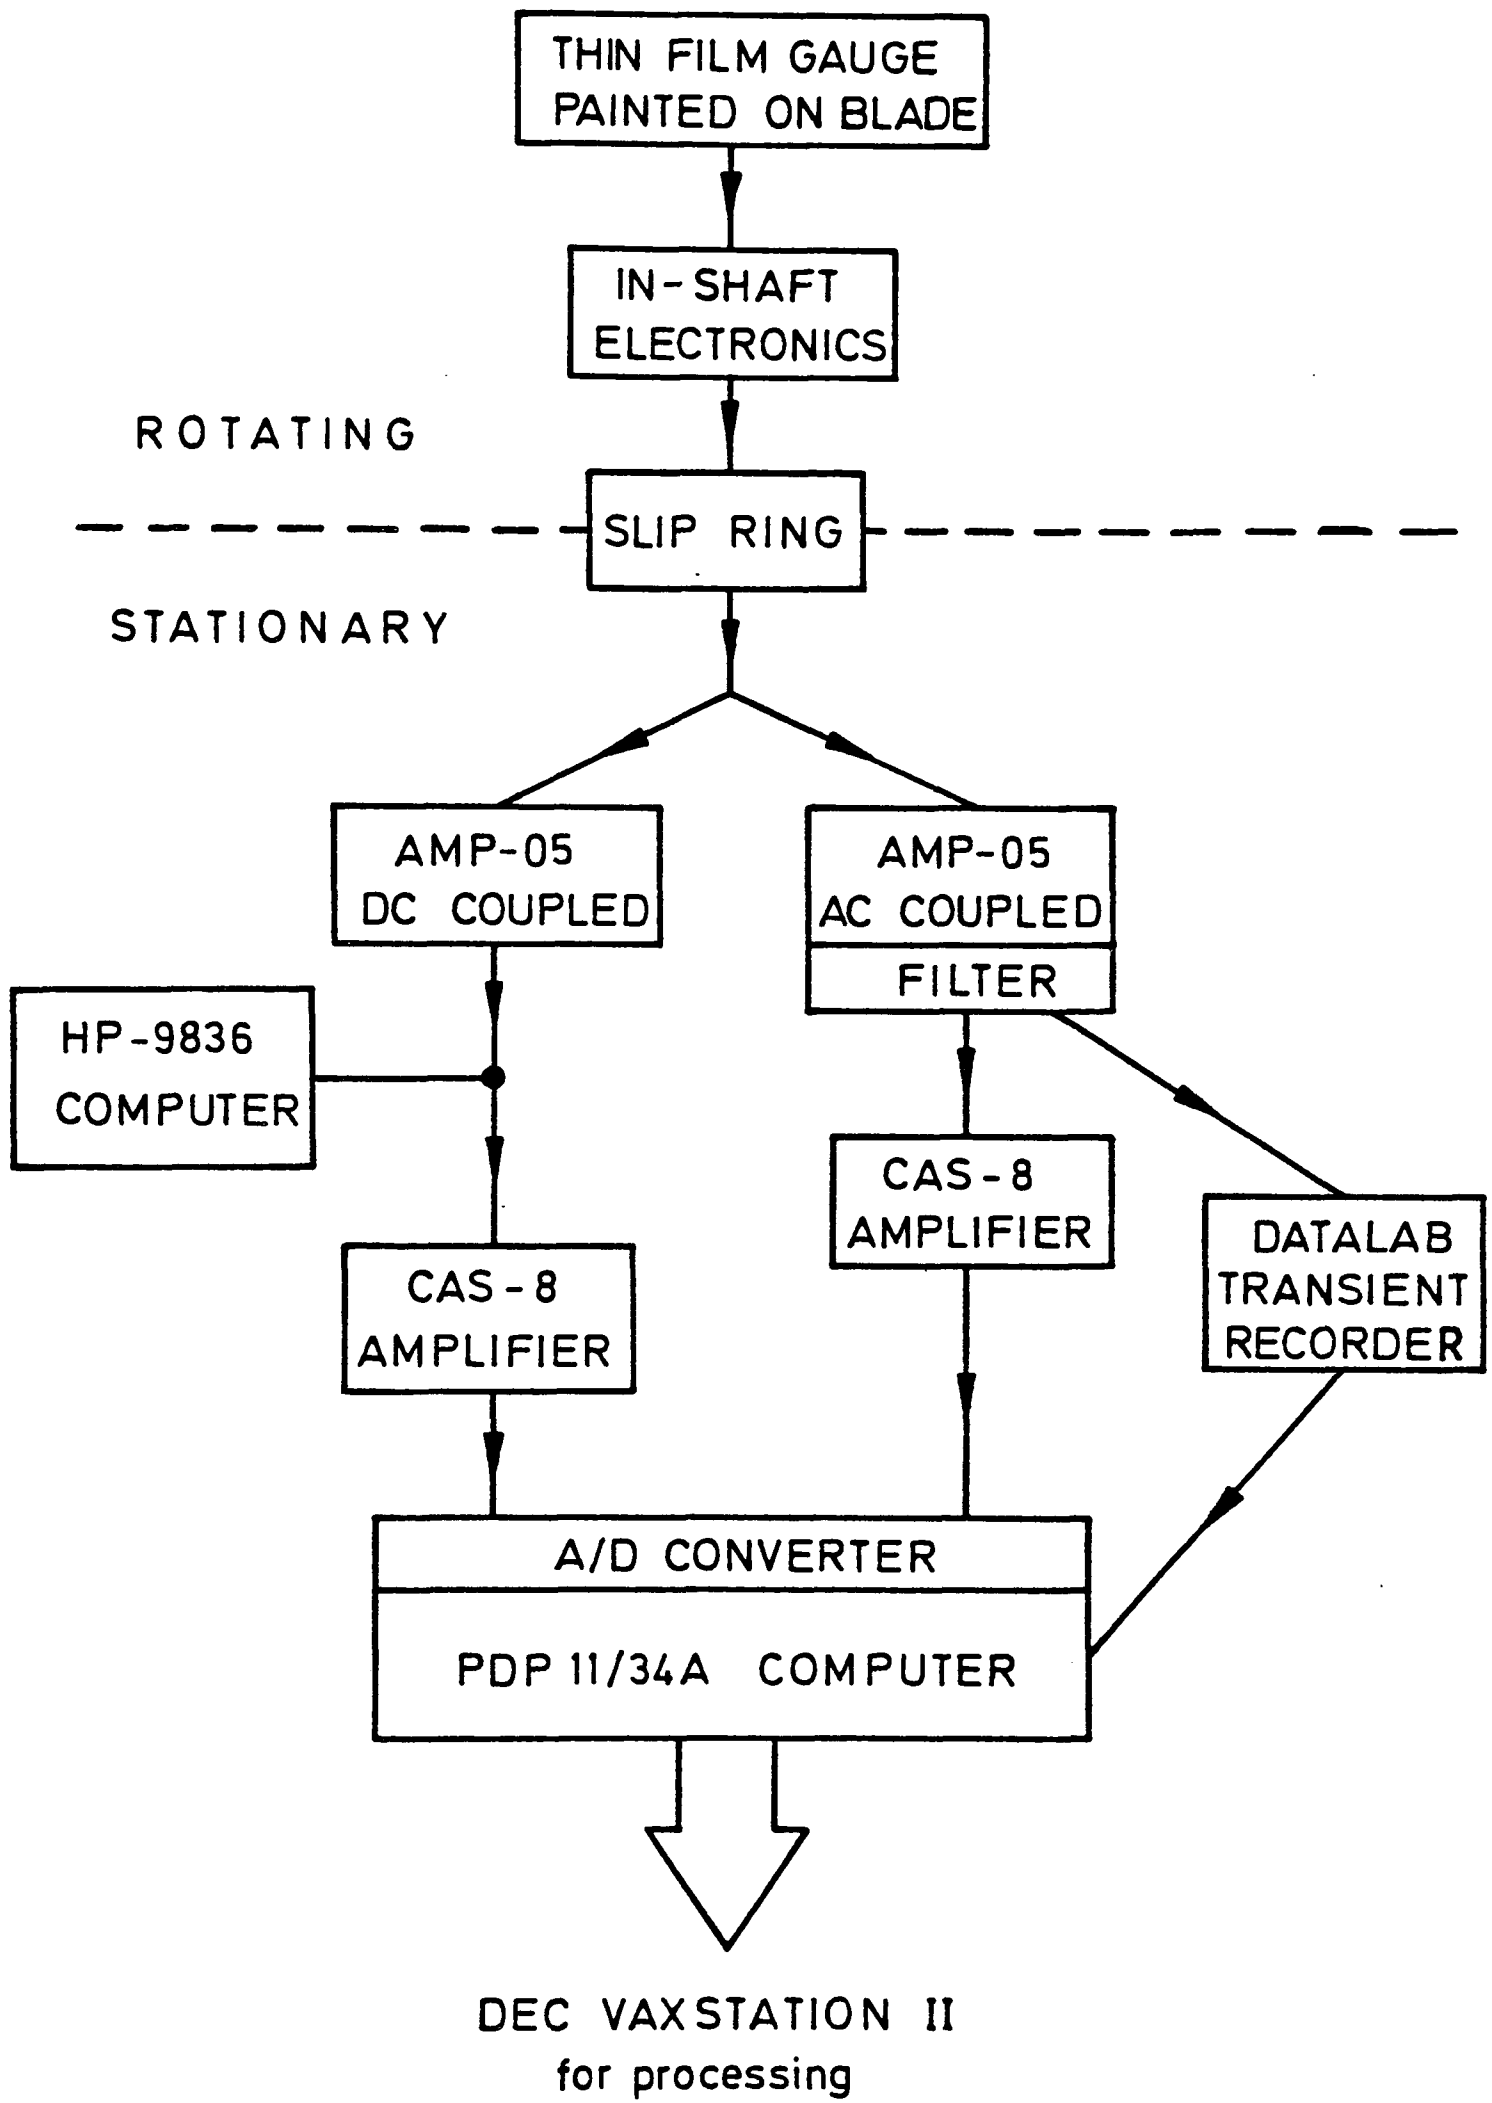 THIN FILM GAUGE
PAINTED ON BLADE
IN-SHAFT
ELECTRONICS
ROTATING
SLIP RING
STATIONARY
AMP-05
DC COUPLED
AMP-05
AC COUPLED
FILTER
HP-9836
COMPUTER
CAS-8
AMPLIFIER
CAS-8
AMPLIFIER
DATALAB
TRANSIENT
RECORDER
A/D CONVERTER
PDP 11/34A COMPUTER
DEC VAXSTATION II
for processing